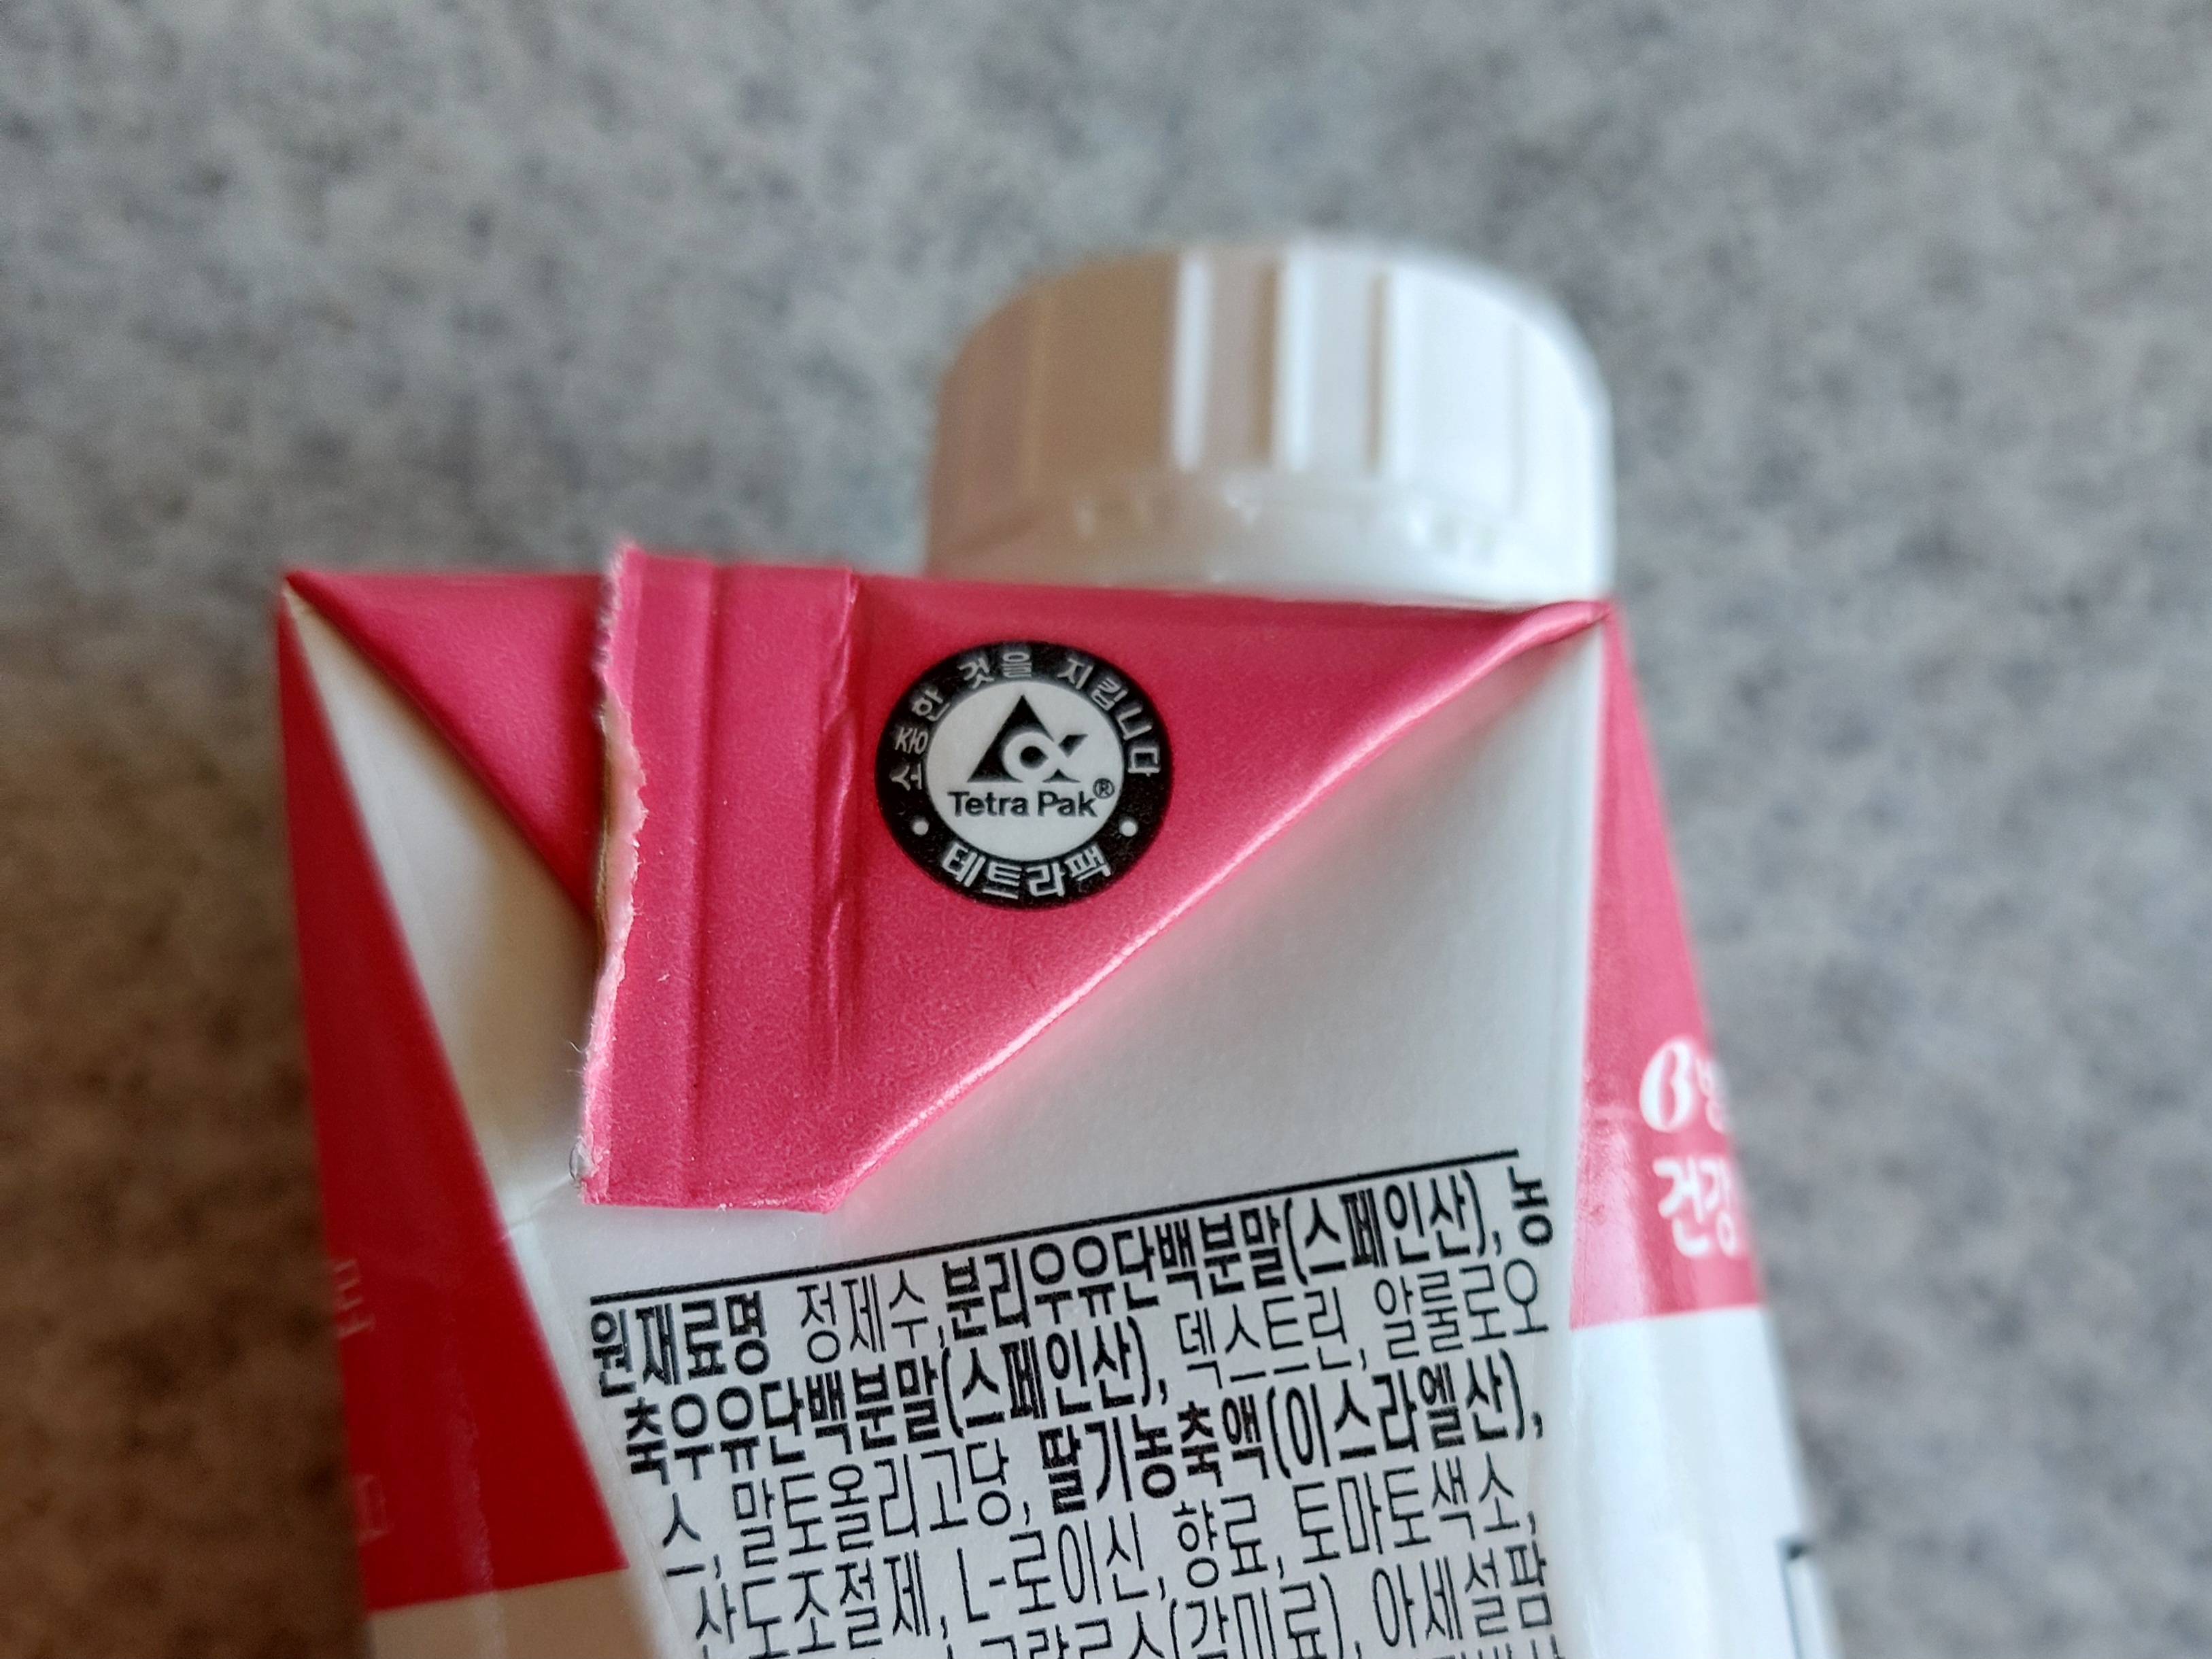 소중한 것을 지킵니다
Tetra Pak®
테트라팩
건강
원재료명 정제수, 분리우유단백분말(스페인산), 농
축우유단백분말(스페인산), 덱스트린, 알룰로오
스, 말토올리고당, 딸기농축액(이스라엘산),
산도조절제, L-로이신, 향료, 토마토색소,
(감미료), 아세설팜